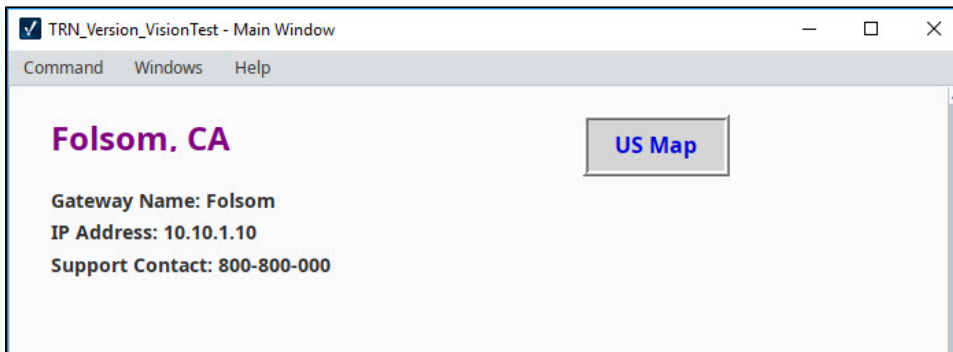 TRN_Version_VisionTest - Main Window
Command Windows Help
Folsom, CA
US Map
Gateway Name: Folsom
IP Address: 10.10.1.10
Support Contact: 800-800-000